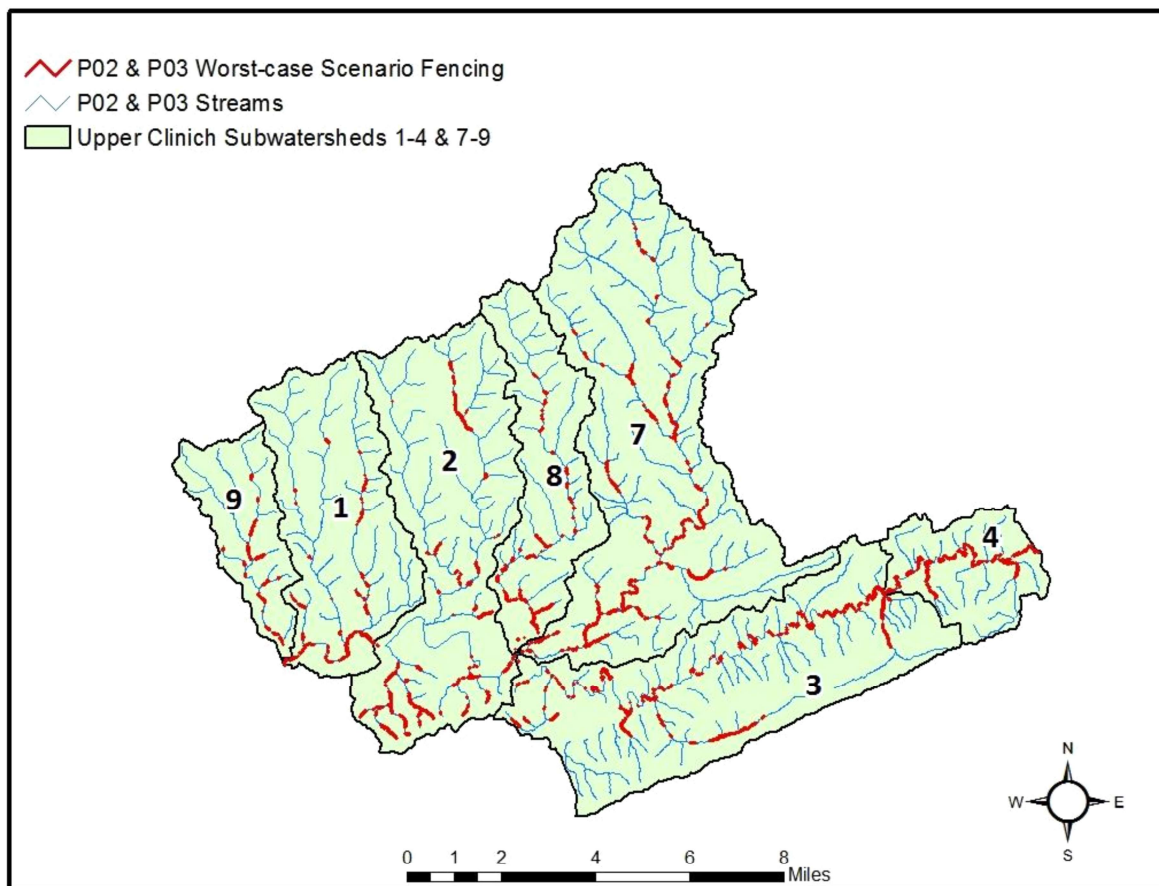 P02 & P03 Worst-case Scenario Fencing
P02 & P03 Streams
Upper Clinich Subwatersheds 1-4 & 7-9
7
2
8
9
1
4
3
N
W E
S
0 1 2 4 6 8
Miles